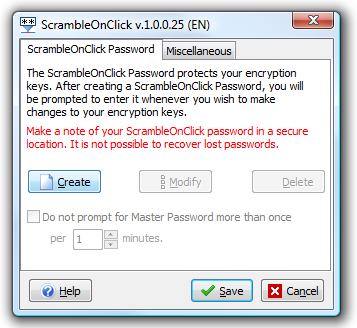 ScrambleOnClick v.1.0.0.25 (EN)
ScrambleOnClick Password Miscellaneous
The ScrambleOnClick Password protects your encryption
keys. After creating a ScrambleOnClick Password, you will
be prompted to enter it whenever you wish to make
changes to your encryption keys.
Make a note of your ScrambleOnClick password in a secure
location. It is not possible to recover lost passwords.
Create Modify Delete
Do not prompt for Master Password more than once
per 1 minutes.
Help Save Cancel